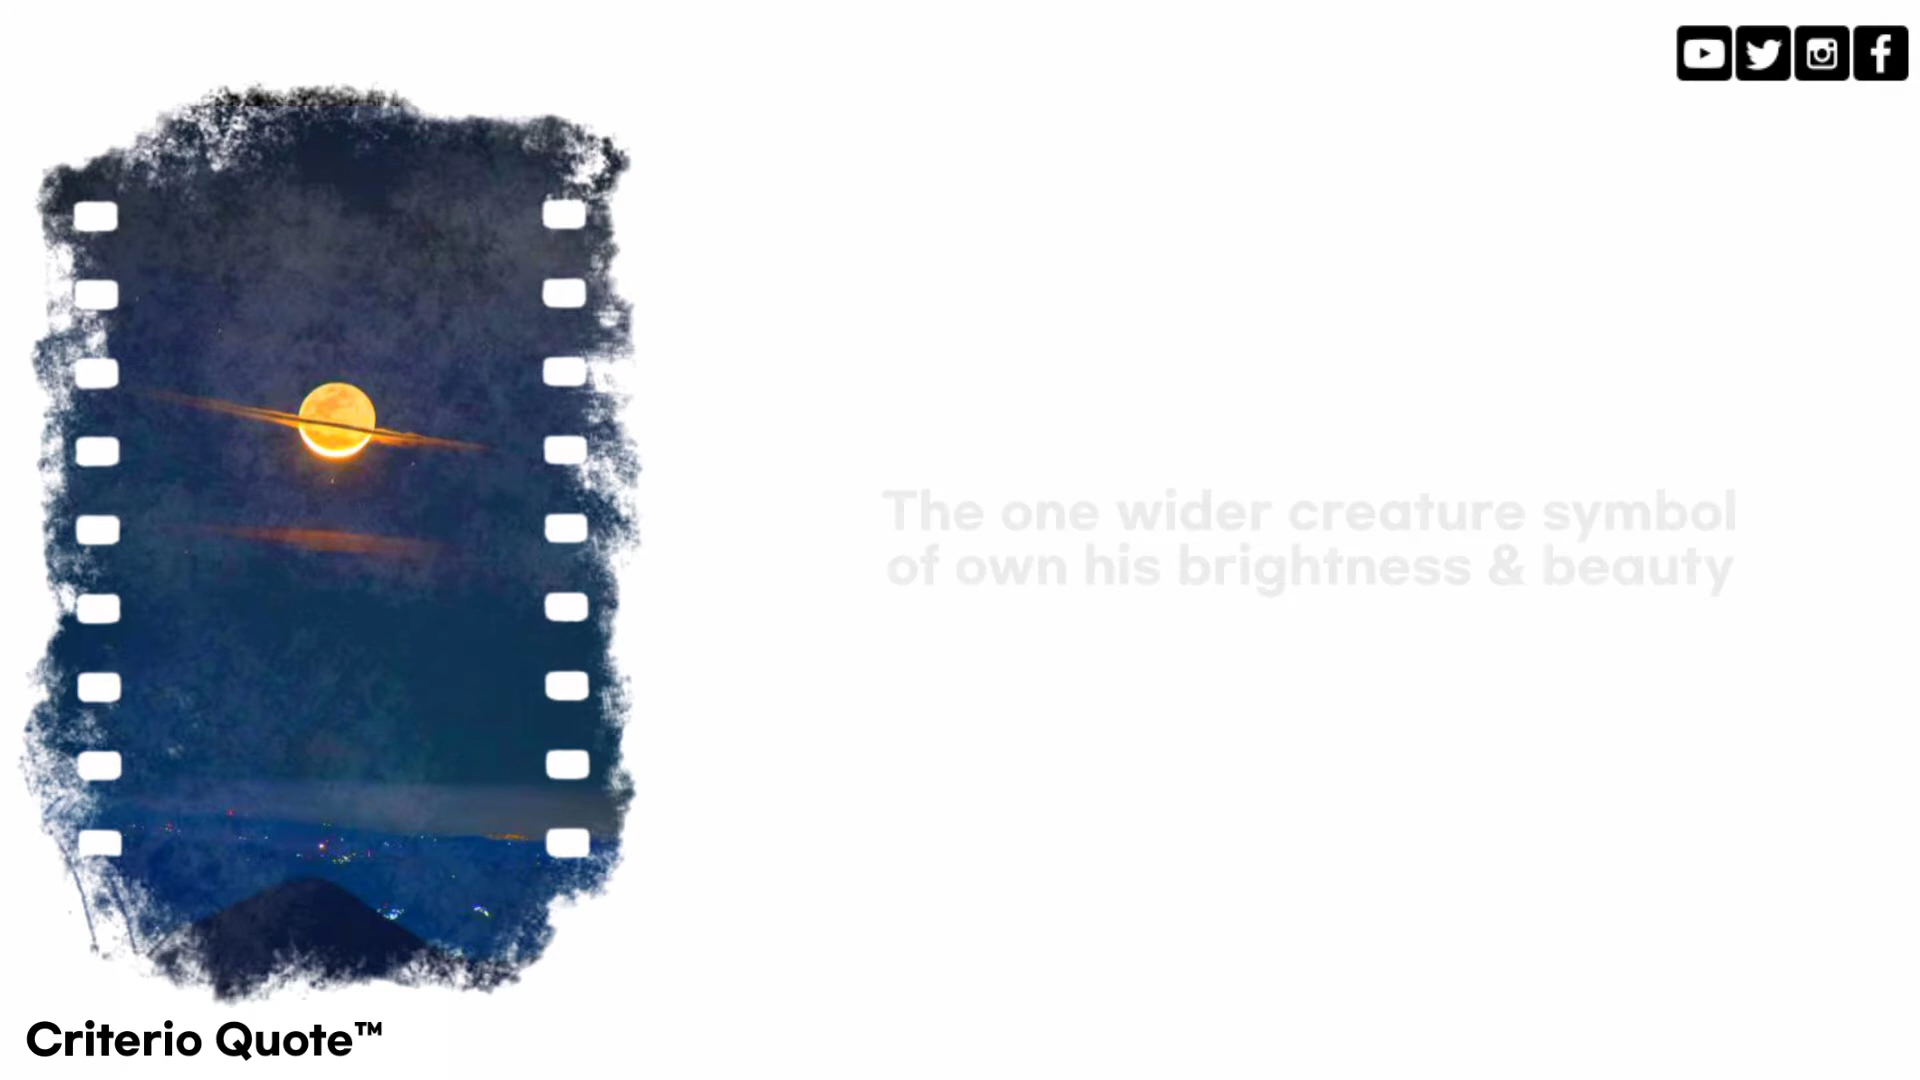 The one wider creature symbol
of own his brightness & beauty
Criterio Quote™